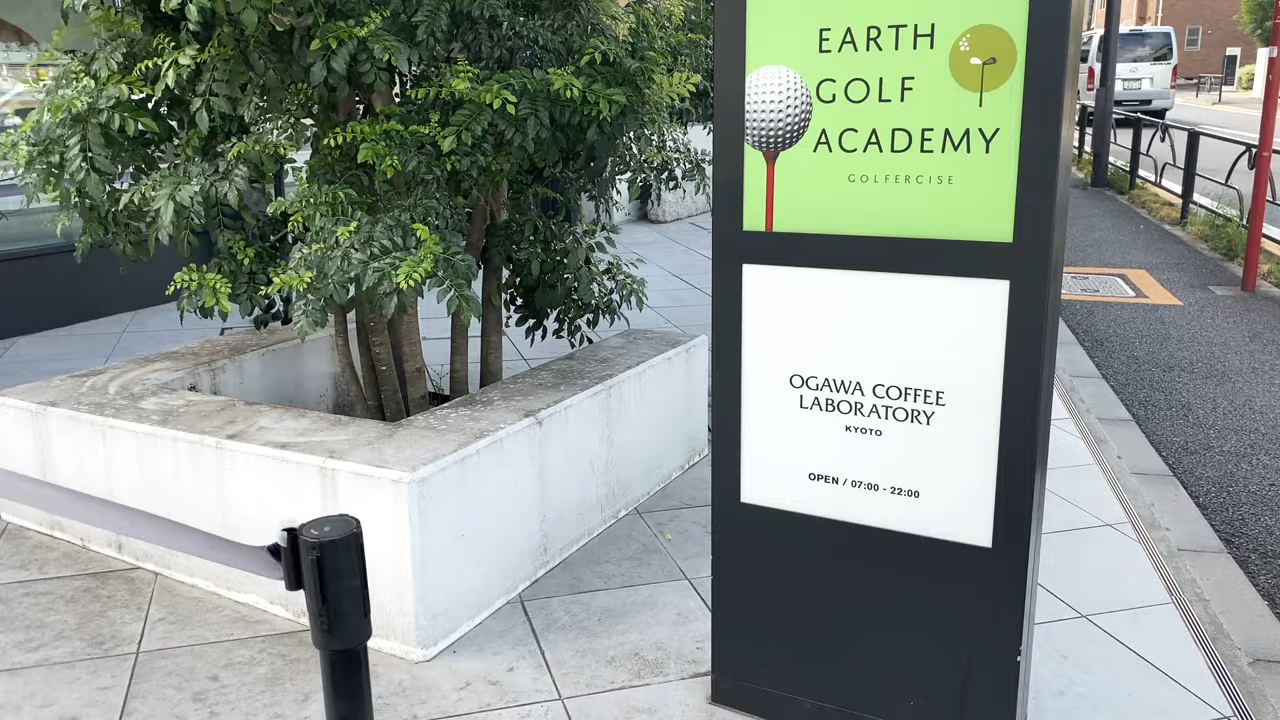 EARTH
GOLF
ACADEMY
GOLFERCISE
OGAWA COFFEE
LABORATORY
KYOTO
OPEN / 07:00 - 22:00